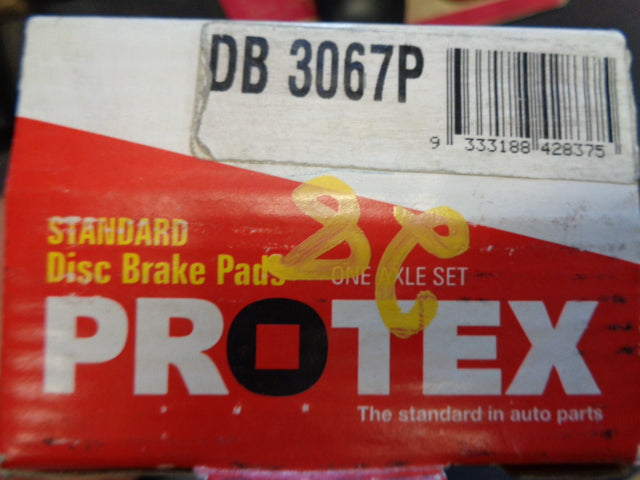 DB 3067P
9 333188 428375
STANDARD
Disc Brake Pads ONE AXLE SET
PROTEX
The standard in auto parts